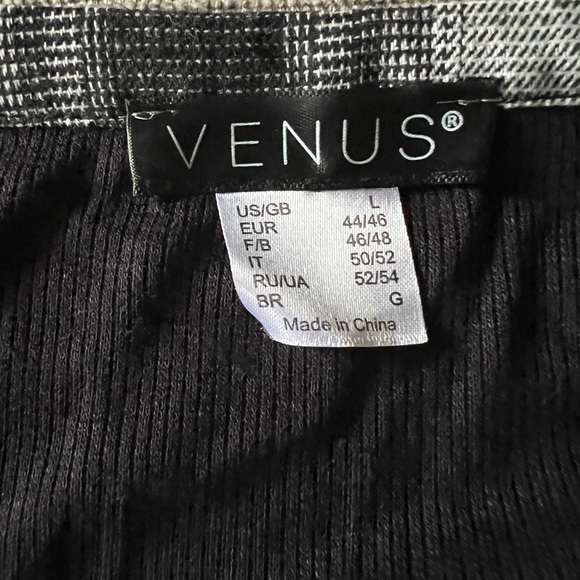 VENUS®
US/GB L
EUR 44/46
F/B 46/48
IT 50/52
RU/UA 52/54
BR G
Made in China